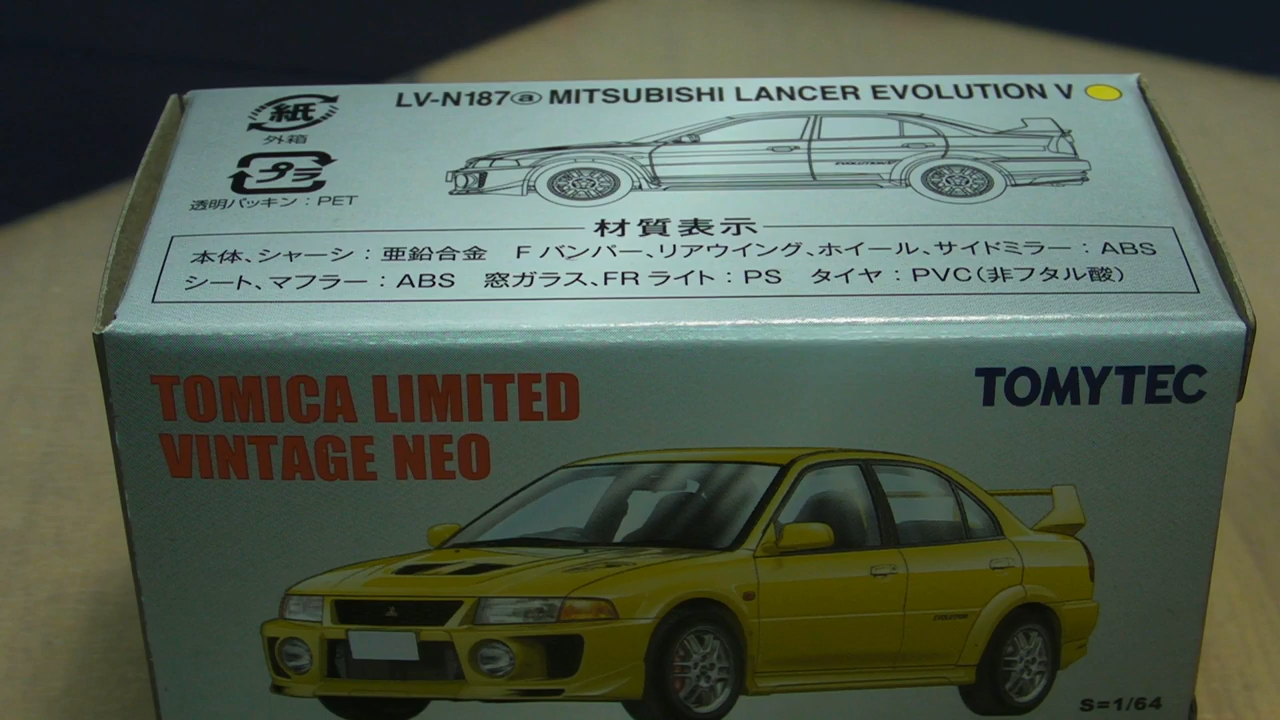 LV-N187ⓐ MITSUBISHI LANCER EVOLUTION V
紙
外箱
プラ
透明パッキン：PET
EVOLUTION V
材質表示
本体、シャーシ：亜鉛合金 Fバンパー、リアウイング、ホイール、サイドミラー：ABS
シート、マフラー：ABS 窓ガラス、FRライト：PS タイヤ：PVC（非フタル酸）
TOMICA LIMITED
VINTAGE NEO
TOMYTEC
EVOLUTION
S=1/64